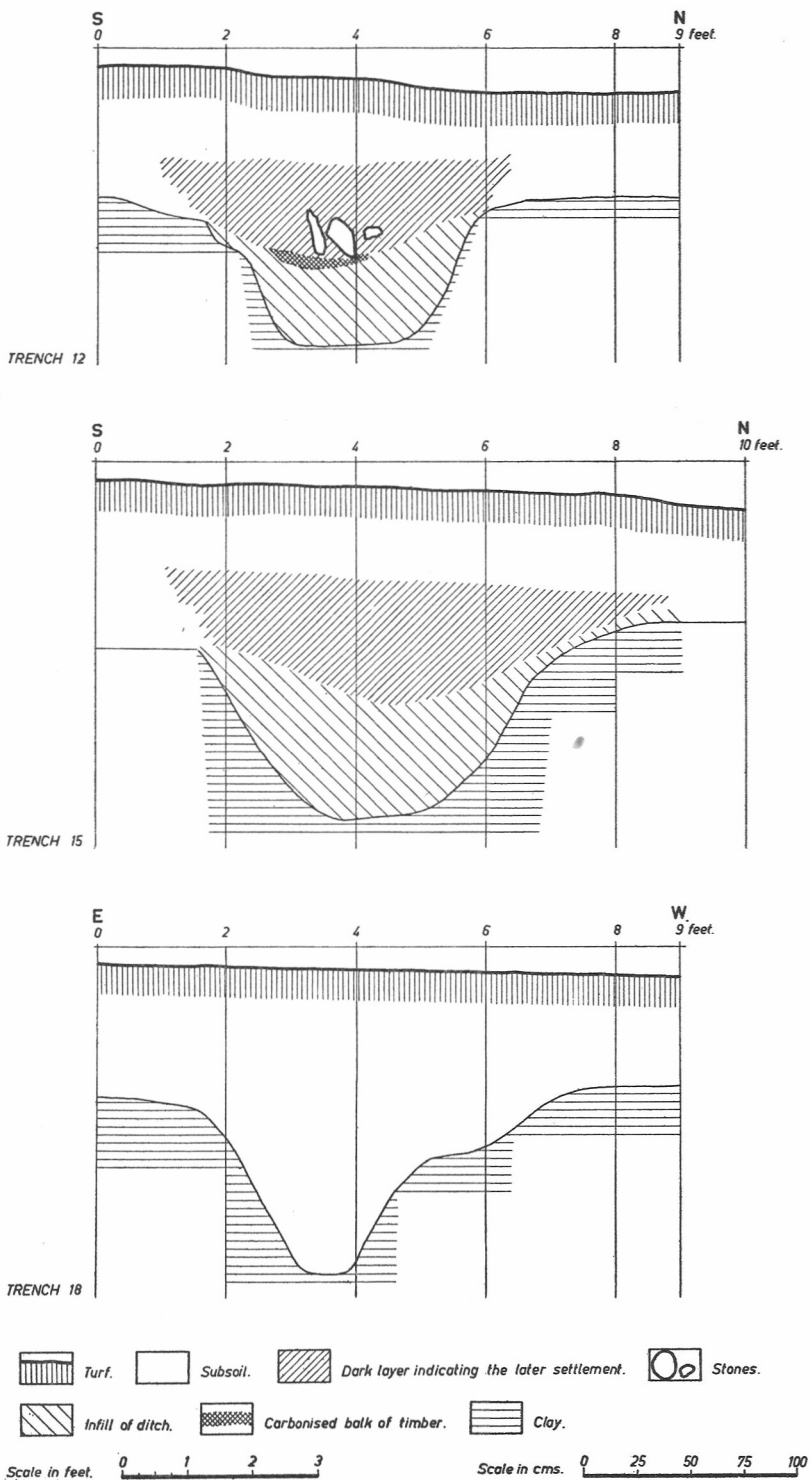 S N
0 2 4 6 9 feet.
TRENCH 12
S N
0 2 4 6 8 10 feet.
TRENCH 15
E W.
0 2 4 6 8 9 feet.
TRENCH 18
Turf. Subsoil. Dark layer indicating the later settlement. Stones.
Infill of ditch. Carbonised balk of timber. Clay.
Scale in feet. 0 1 2 3 Scale in cms. 0 25 50 75 100